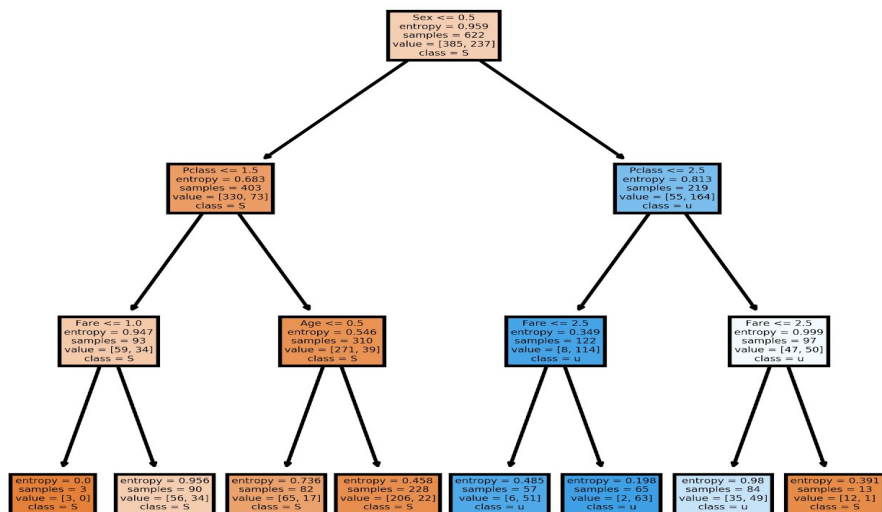 Sex <= 0.5
entropy = 0.959
samples = 622
value = [385, 237]
class = S
Pclass <= 1.5
entropy = 0.683
samples = 403
value = [330, 73]
class = S
Pclass <= 2.5
entropy = 0.813
samples = 219
value = [55, 164]
class = u
Fare <= 1.0
entropy = 0.947
samples = 93
value = [59, 34]
class = S
Age <= 0.5
entropy = 0.546
samples = 310
value = [271, 39]
class = S
Fare <= 2.5
entropy = 0.349
samples = 122
value = [8, 114]
class = u
Fare <= 2.5
entropy = 0.999
samples = 97
value = [47, 50]
class = u
entropy = 0.0
samples = 3
value = [3, 0]
class = S
entropy = 0.956
samples = 90
value = [56, 34]
class = S
entropy = 0.736
samples = 82
value = [65, 17]
class = S
entropy = 0.458
samples = 228
value = [206, 22]
class = S
entropy = 0.485
samples = 57
value = [6, 51]
class = u
entropy = 0.198
samples = 65
value = [2, 63]
class = u
entropy = 0.98
samples = 84
value = [35, 49]
class = u
entropy = 0.391
samples = 13
value = [12, 1]
class = S